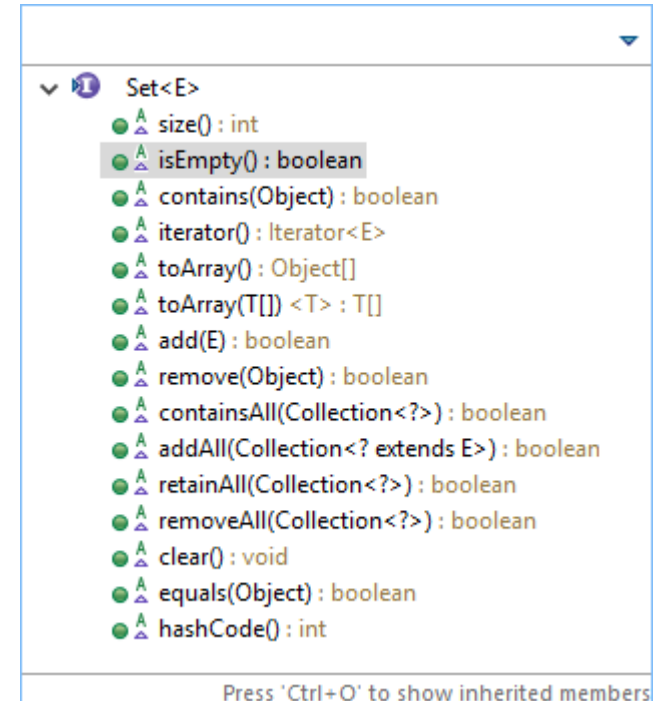 Set<E>
size() : int
isEmpty() : boolean
contains(Object) : boolean
iterator() : Iterator<E>
toArray() : Object[]
toArray(T[]) <T> : T[]
add(E) : boolean
remove(Object) : boolean
containsAll(Collection<?>) : boolean
addAll(Collection<? extends E>) : boolean
retainAll(Collection<?>) : boolean
removeAll(Collection<?>) : boolean
clear() : void
equals(Object) : boolean
hashCode() : int
Press 'Ctrl+O' to show inherited members